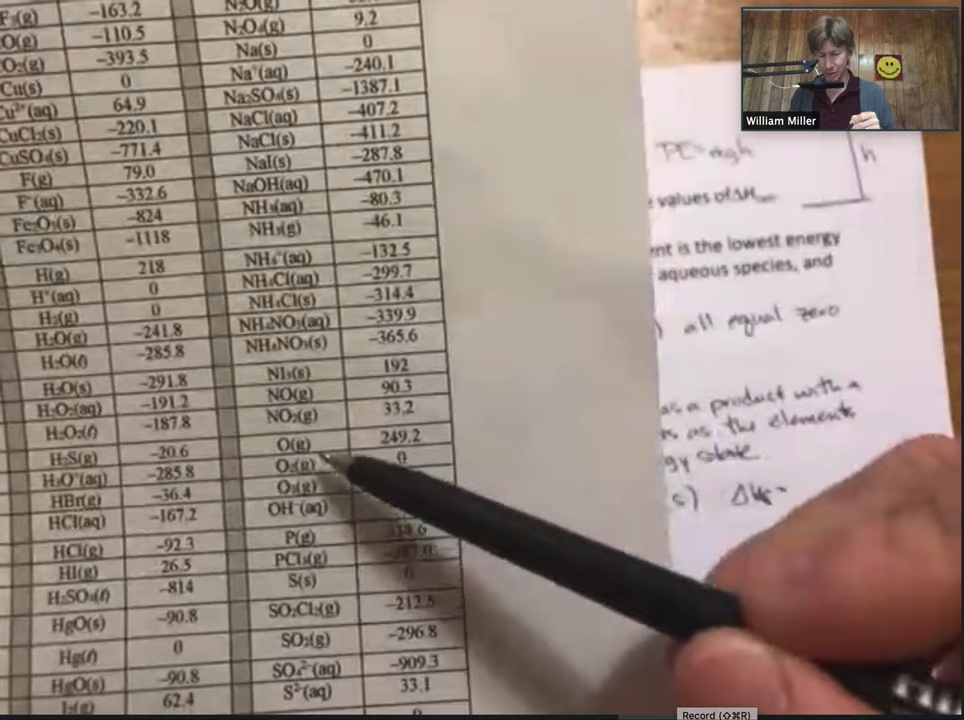 F₂(g) −163.2
O(g) −110.5
O₂(g) −393.5
Cu(s) 0
Cu²⁺(aq) 64.9
CuCl₂(s) −220.1
CuSO₄(s) −771.4
F(g) 79.0
F⁻(aq) −332.6
Fe₂O₃(s) −824
Fe₃O₄(s) −1118
H(g) 218
H⁺(aq) 0
H₂(g) 0
H₂O(g) −241.8
H₂O(l) −285.8
H₂O(s) −291.8
H₂O₂(aq) −191.2
H₂O₂(l) −187.8
H₂S(g) −20.6
H₃O⁺(aq) −285.8
HBr(g) −36.4
HCl(aq) −167.2
HCl(g) −92.3
HI(g) 26.5
H₂SO₄(l) −814
HgO(s) −90.8
Hg(l) 0
HgO(s) −90.8
I₂(g) 62.4
N₂O(g)
N₂O₄(g) 9.2
Na(s) 0
Na⁺(aq) −240.1
Na₂SO₄(s) −1387.1
NaCl(aq) −407.2
NaCl(s) −411.2
NaI(s) −287.8
NaOH(aq) −470.1
NH₃(aq) −80.3
NH₃(g) −46.1
NH₄⁺(aq) −132.5
NH₄Cl(aq) −299.7
NH₄Cl(s) −314.4
NH₄NO₃(aq) −339.9
NH₄NO₃(s) −365.6
NI₃(s) 192
NO(g) 90.3
NO₂(g) 33.2
O(g) 249.2
O₂(g) 0
O₃(g)
OH⁻(aq)
P(g)
PCl₃(g)
S(s) 0
SO₂Cl₂(g) −212.5
SO₂(g) −296.8
SO₄²⁻(aq) −909.3
S²⁻(aq) 33.1
0
PE=mgh
h
values of ΔH
ent is the lowest energy
aqueous species, and
) all equal zero
as a product with a
as the elements
gy state.
s) ΔH
William Miller
Record (⇧⌘R)